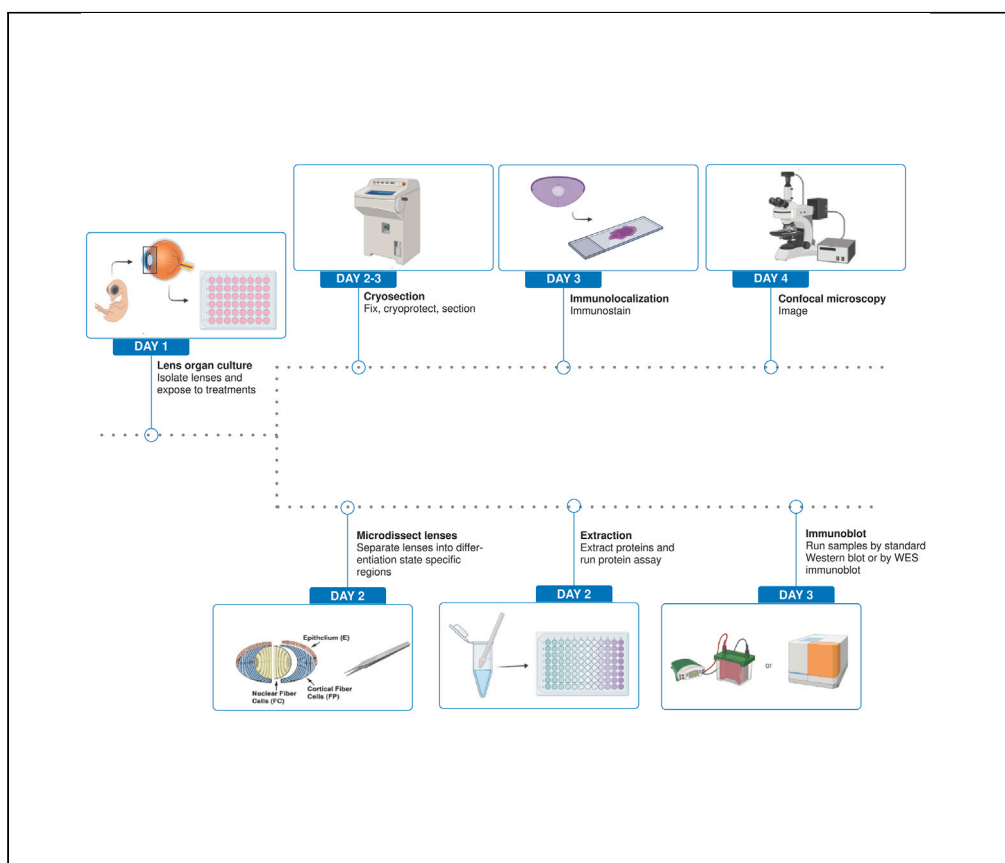 DAY 1
Lens organ culture
Isolate lenses and
expose to treatments
DAY 2-3
Cryosection
Fix, cryoprotect, section
DAY 3
Immunolocalization
Immunostain
DAY 4
Confocal microscopy
Image
Microdissect lenses
Separate lenses into differ-
entiation state specific
regions
DAY 2
Epithelium (E)
Nuclear Fiber
Cells (FC)
Cortical Fiber
Cells (FP)
Extraction
Extract proteins and
run protein assay
DAY 2
Immunoblot
Run samples by standard
Western blot or by WES
immunoblot
DAY 3
or